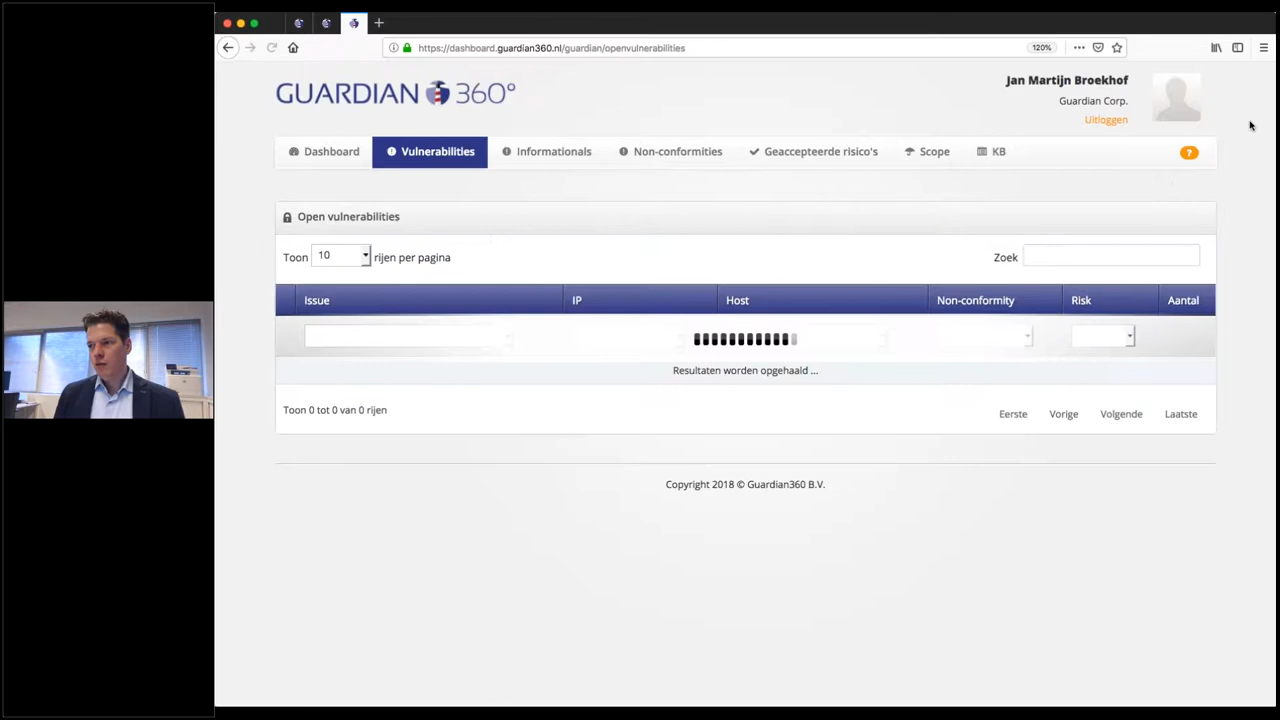 https://dashboard.guardian360.nl/guardian/openvulnerabilities
120%
GUARDIAN 360°
Jan Martijn Broekhof
Guardian Corp.
Uitloggen
Dashboard Vulnerabilities Informationals Non-conformities Geaccepteerde risico's Scope KB ?
Open vulnerabilities
Toon 10 rijen per pagina Zoek
Issue IP Host Non-conformity Risk Aantal
Resultaten worden opgehaald ...
Toon 0 tot 0 van 0 rijen
Eerste Vorige Volgende Laatste
Copyright 2018 © Guardian360 B.V.